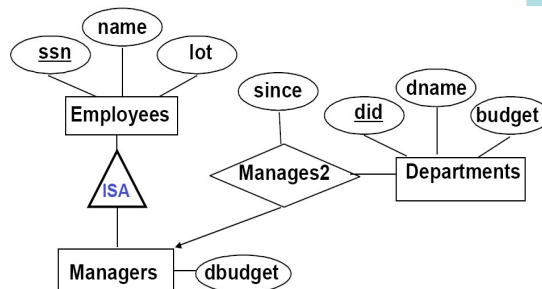 name
ssn
lot
Employees
since
dname
did
budget
Manages2
Departments
ISA
Managers
dbudget